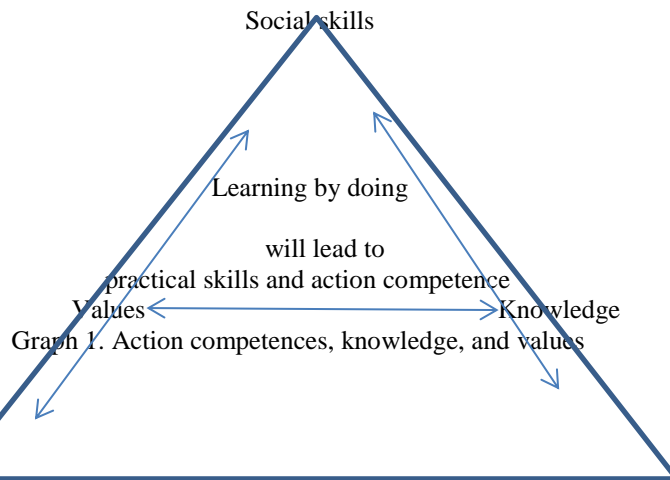 Social skills
Learning by doing
will lead to
practical skills and action competence
Values Knowledge
Graph 1. Action competences, knowledge, and values